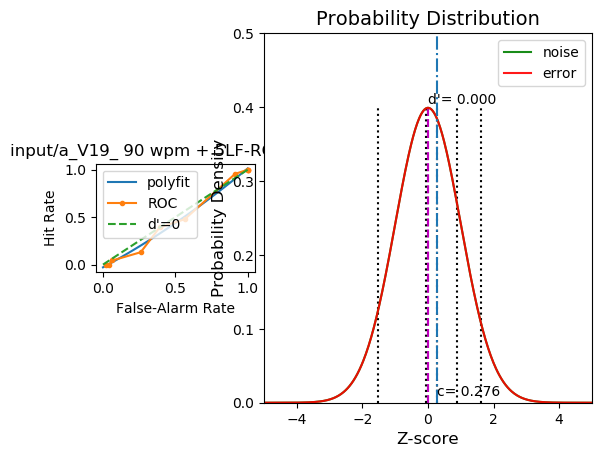 Probability Distribution
input/a_V19_ 90 wpm +
Hit Rate
1.0
0.5
0.0
polyfit
ROC
d'=0
0.0
0.5
1.0
False-Alarm Rate
Probability Density
0.5
0.4
0.3
0.2
0.1
0.0
noise
error
d'= 0.000
c= 0.276
−4
−2
0
2
4
Z-score